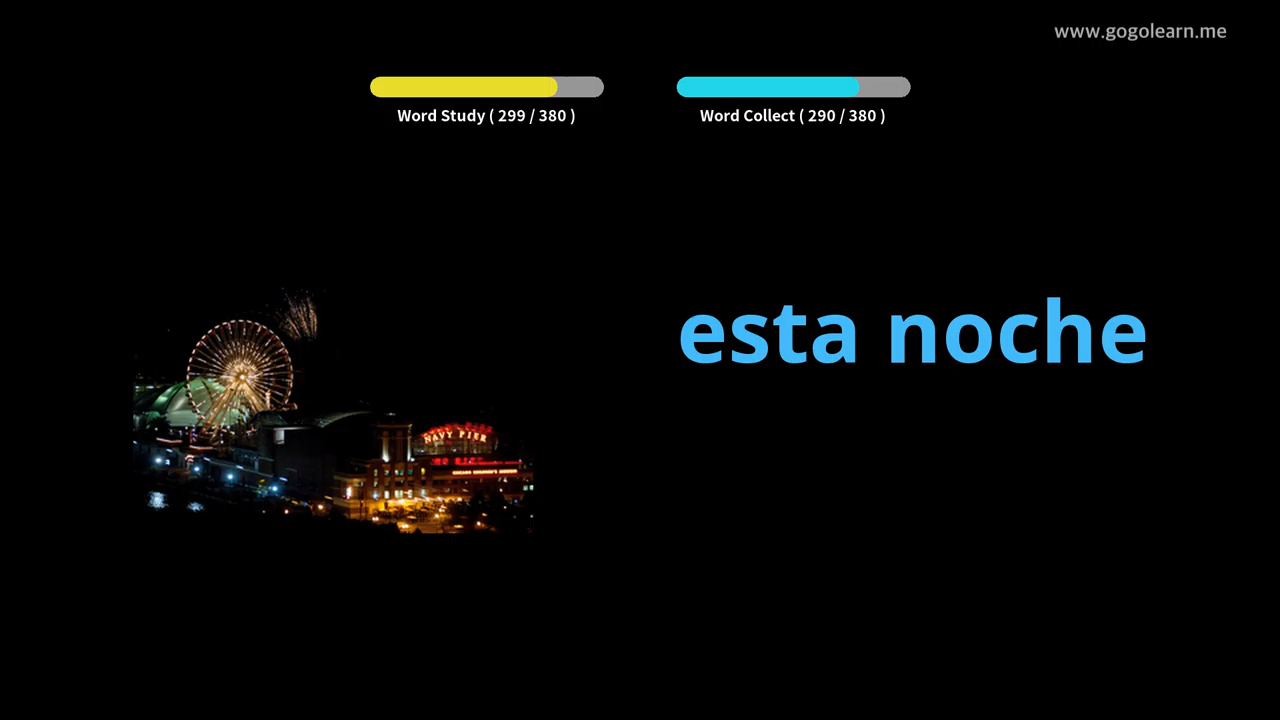 www.gogolearn.me
Word Study ( 299 / 380 )
Word Collect ( 290 / 380 )
esta noche
NAVY PIER